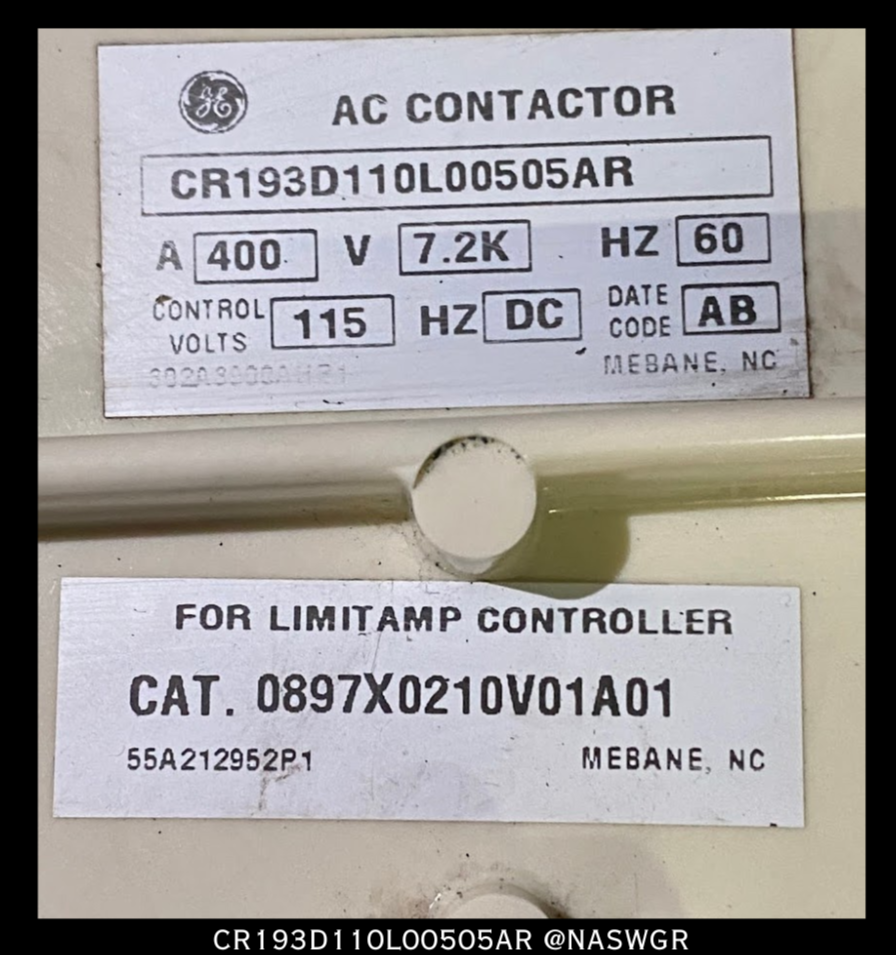 GE
AC CONTACTOR
CR193D110L00505AR
A 400 V 7.2K HZ 60
CONTROL VOLTS 115 HZ DC DATE CODE AB
MEBANE, NC
FOR LIMITAMP CONTROLLER
CAT. 0897X0210V01A01
55A212952P1 MEBANE, NC
CR193D110L00505AR @NASWGR